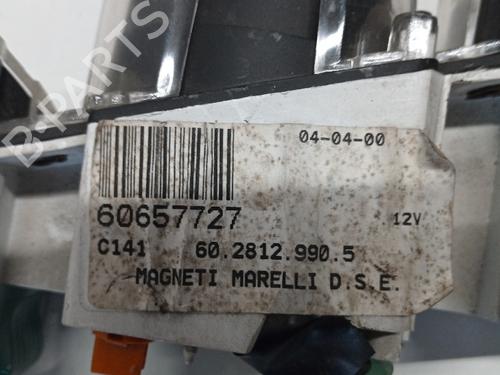 B-PARTS
04-04-00
60657727
12V
C141 60.2812.990.5
MAGNETI MARELLI D.S.E.